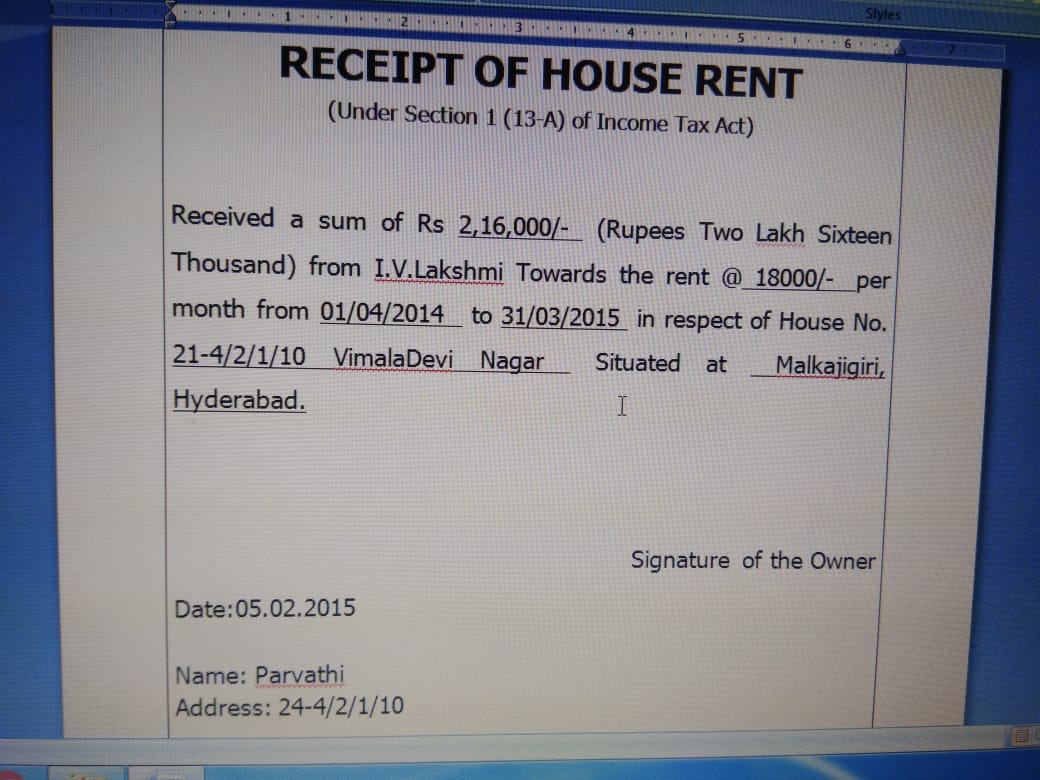 Styles
1 2 3 4 5 6 7
RECEIPT OF HOUSE RENT
(Under Section 1 (13-A) of Income Tax Act)
Received a sum of Rs 2,16,000/- (Rupees Two Lakh Sixteen
Thousand) from I.V.Lakshmi Towards the rent @ 18000/- per
month from 01/04/2014 to 31/03/2015 in respect of House No.
21-4/2/1/10 VimalaDevi Nagar Situated at Malkajigiri,
Hyderabad.
Signature of the Owner
Date:05.02.2015
Name: Parvathi
Address: 24-4/2/1/10